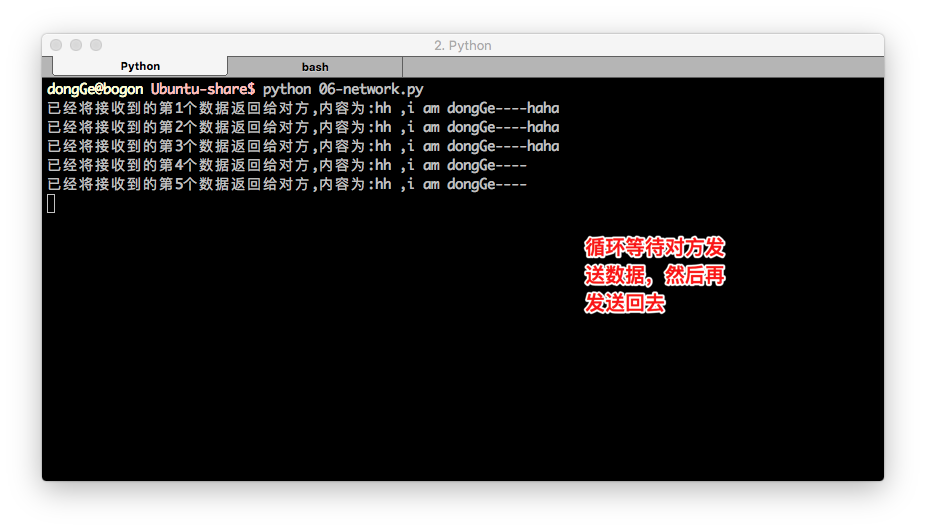 2. Python
Python bash
dongGe@bogon Ubuntu-share$ python 06-network.py
已经将接收到的第1个数据返回给对方,内容为:hh ,i am dongGe----haha
已经将接收到的第2个数据返回给对方,内容为:hh ,i am dongGe----haha
已经将接收到的第3个数据返回给对方,内容为:hh ,i am dongGe----haha
已经将接收到的第4个数据返回给对方,内容为:hh ,i am dongGe----
已经将接收到的第5个数据返回给对方,内容为:hh ,i am dongGe----
循环等待对方发
送数据，然后再
发送回去